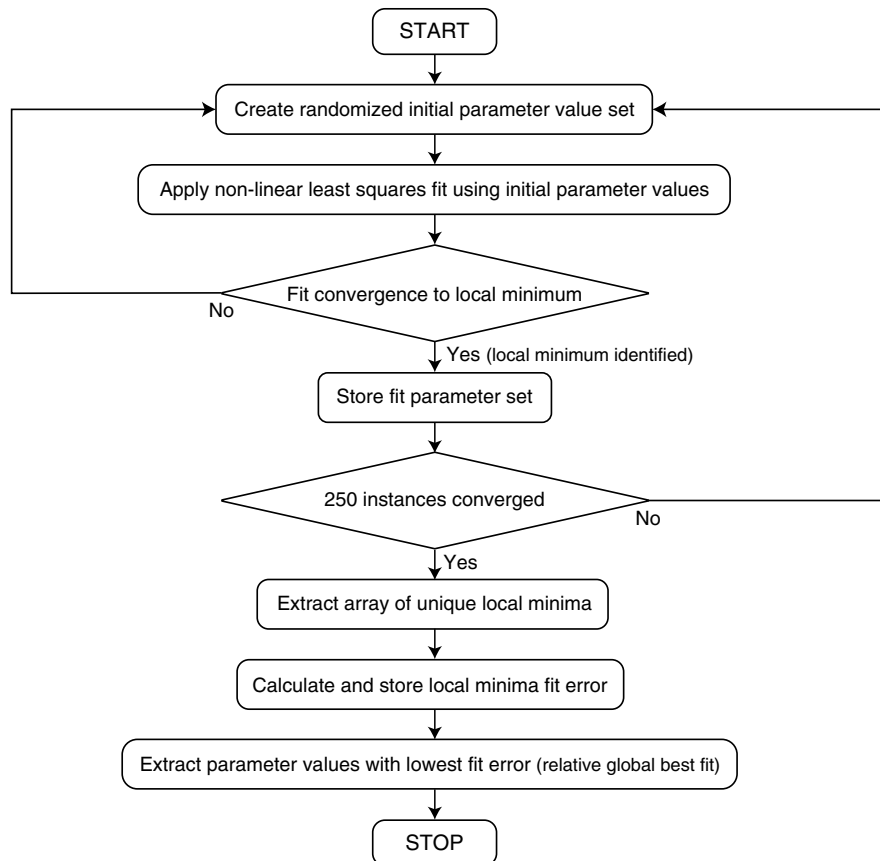 START
Create randomized initial parameter value set
Apply non-linear least squares fit using initial parameter values
Fit convergence to local minimum
No
Yes (local minimum identified)
Store fit parameter set
250 instances converged
No
Yes
Extract array of unique local minima
Calculate and store local minima fit error
Extract parameter values with lowest fit error (relative global best fit)
STOP